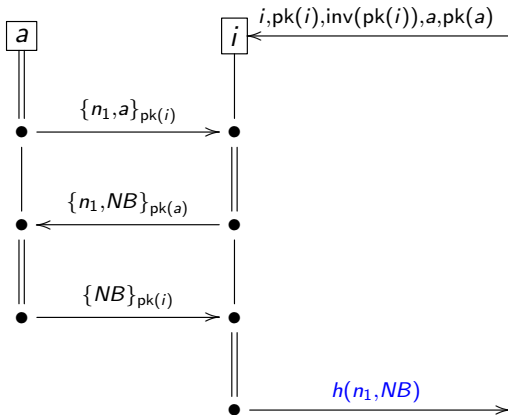 i,pk(i),inv(pk(i)),a,pk(a)
a
i
{n₁,a}pk(i)
{n₁,NB}pk(a)
{NB}pk(i)
h(n₁,NB)